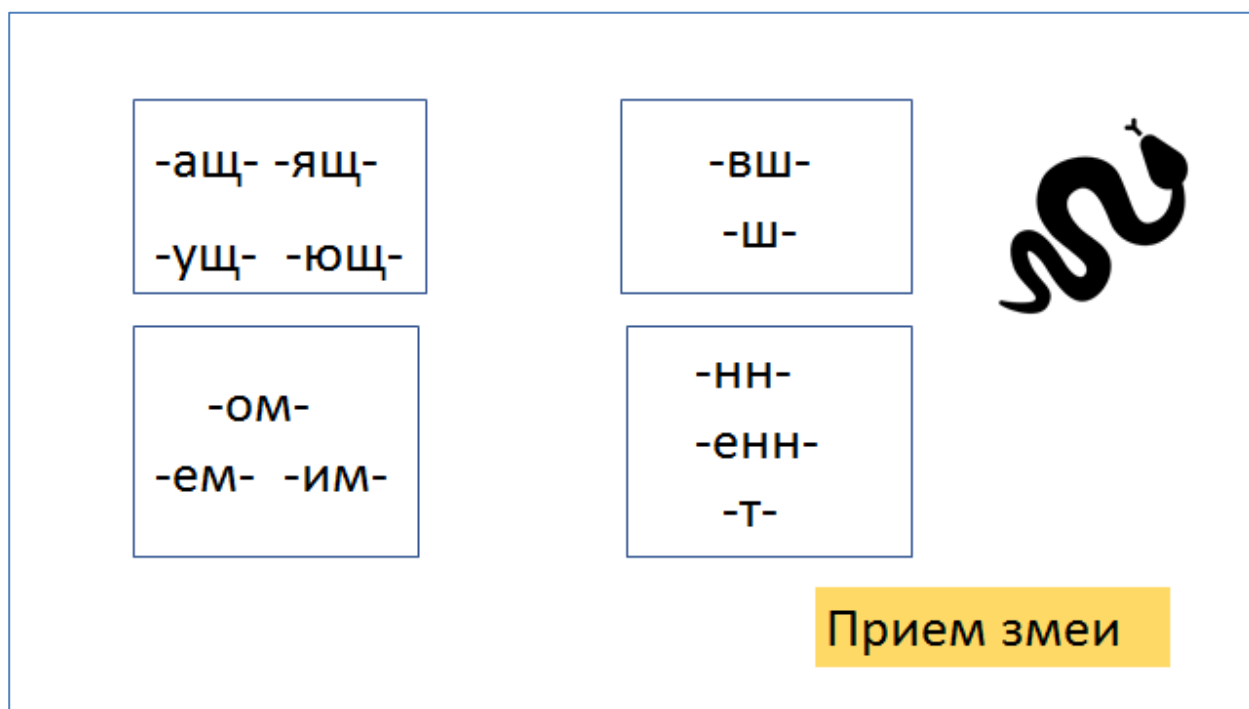 -ащ- -ящ-
-ущ- -ющ-
-вш-
-ш-
-ом-
-ем- -им-
-нн-
-енн-
-т-
Прием змеи